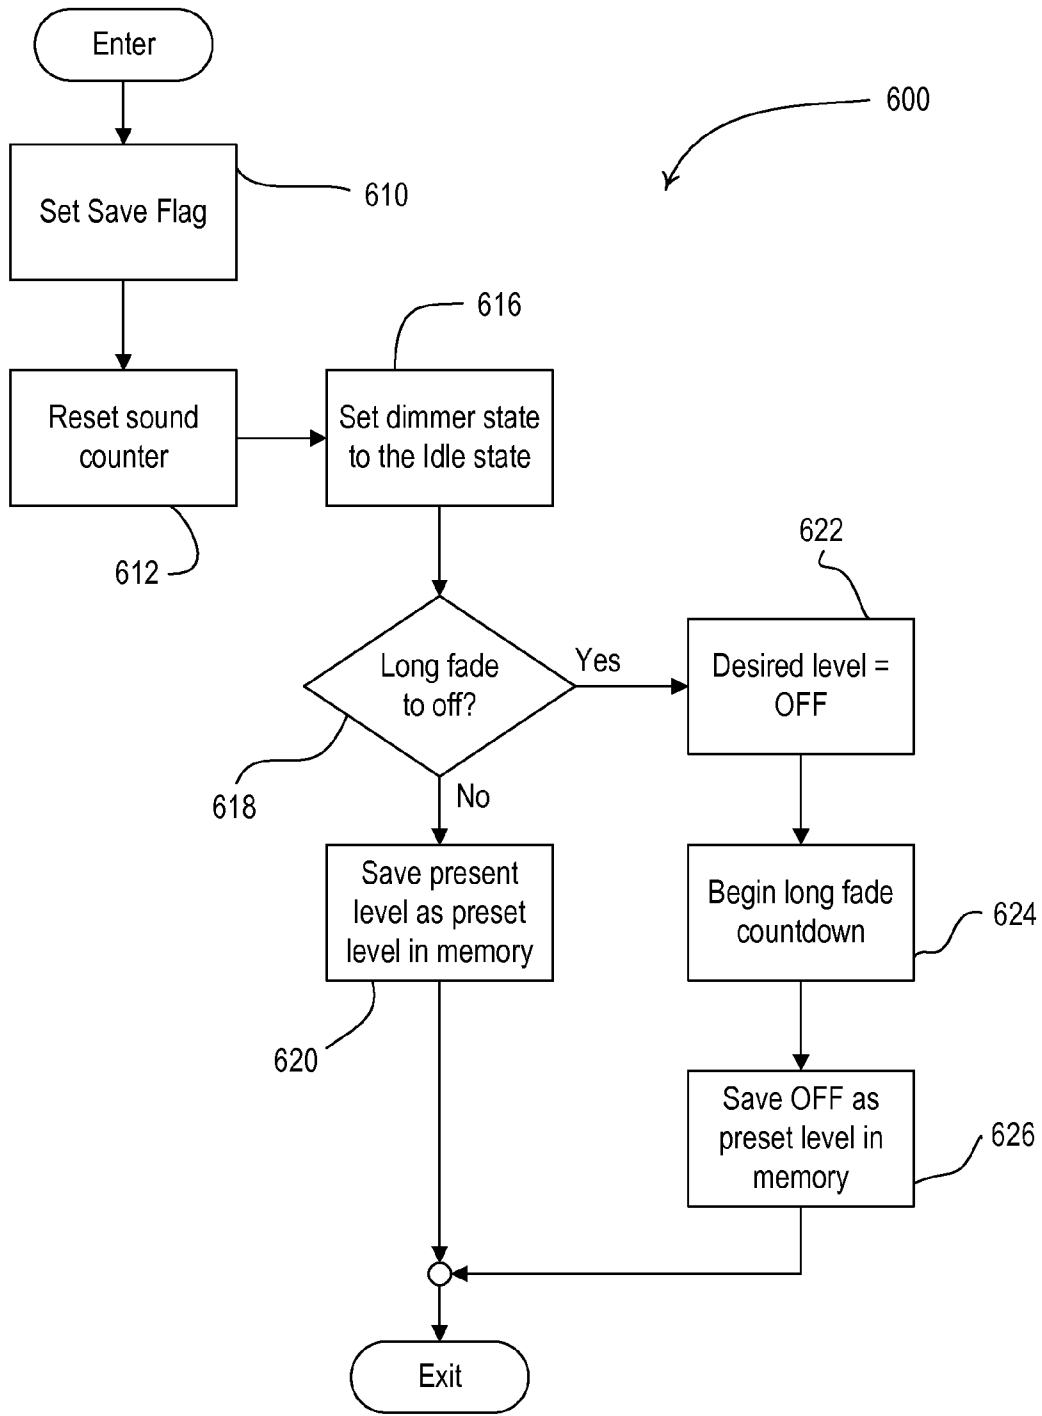 Enter
600
Set Save Flag
610
616
Reset sound
counter
Set dimmer state
to the Idle state
612
622
Long fade
to off?
Yes
Desired level =
OFF
618
No
Save present
level as preset
level in memory
Begin long fade
countdown
624
620
Save OFF as
preset level in
memory
626
Exit